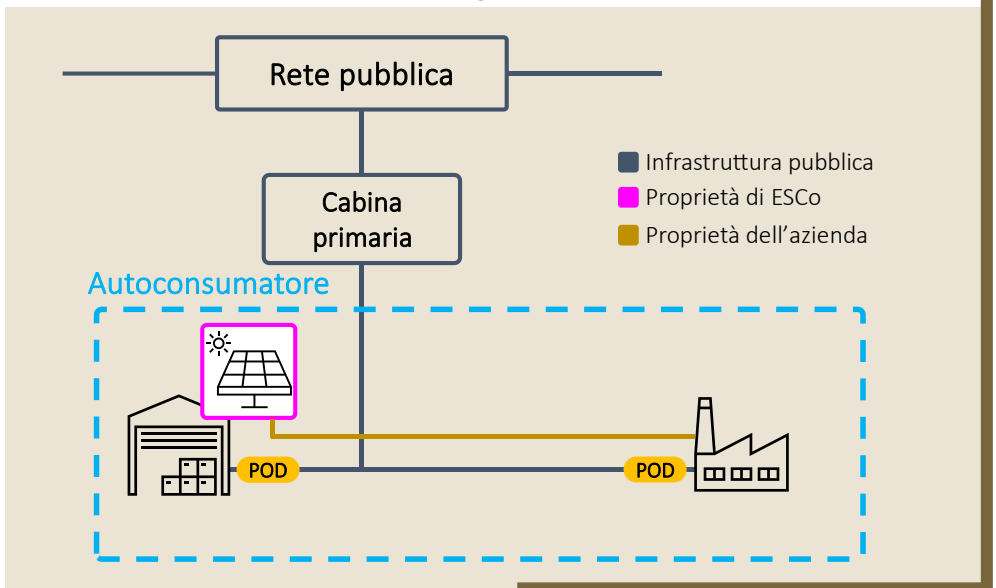 Rete pubblica
Cabina
primaria
Infrastruttura pubblica
Proprietà di ESCo
Proprietà dell’azienda
Autoconsumatore
POD
POD